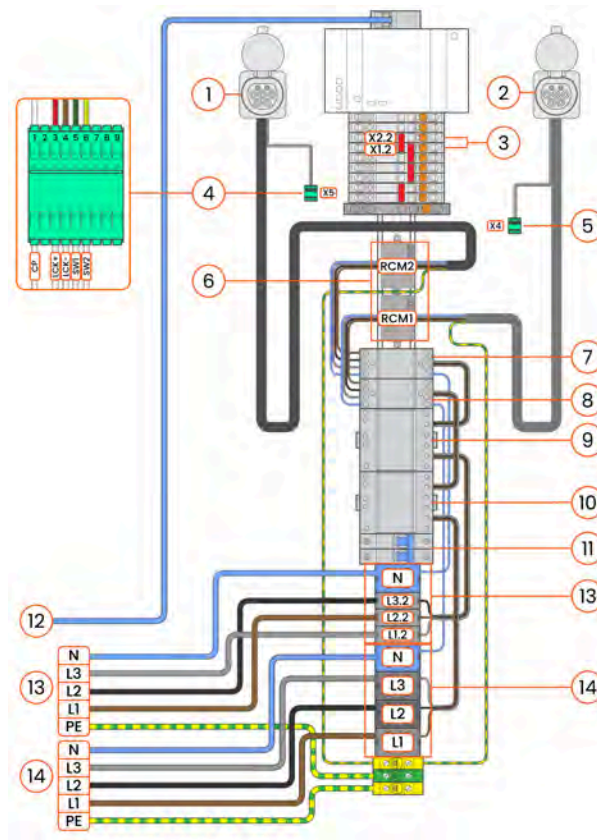 1
2
X2.2
X1.2
3
1 2 3 4 5 6 7 8 9
4
X5
X4
5
CP
LCK+
LCK-
SW1
SW2
6
RCM2
RCM1
7
8
9
10
11
N
12
L3.2
13
L2.2
L1.2
N
N
L3
13
L2
L1
PE
L3
14
L2
L1
N
L3
14
L2
L1
PE